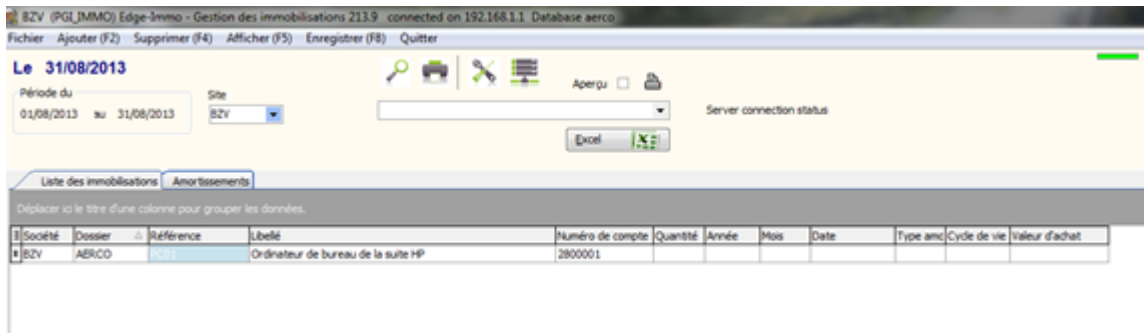 BZV (PGI_IMMO) Edge-Immo - Gestion des immobilisations 213.9 connected on 192.168.1.1 Database aerco
Fichier Ajouter (F2) Supprimer (F4) Afficher (F5) Enregistrer (F8) Quitter
Le 31/08/2013
Période du
01/08/2013 au 31/08/2013
Site
BZV
Aperçu
Server connection status
Excel
Liste des immobilisations Amortissements
Déplacer ici le titre d'une colonne pour grouper les données.
Société Dossier Référence Libellé Numéro de compte Quantité Année Mois Date Type amo Cycle de vie Valeur d'achat
BZV AERCO PC01 Ordinateur de bureau de la suite HP 2800001